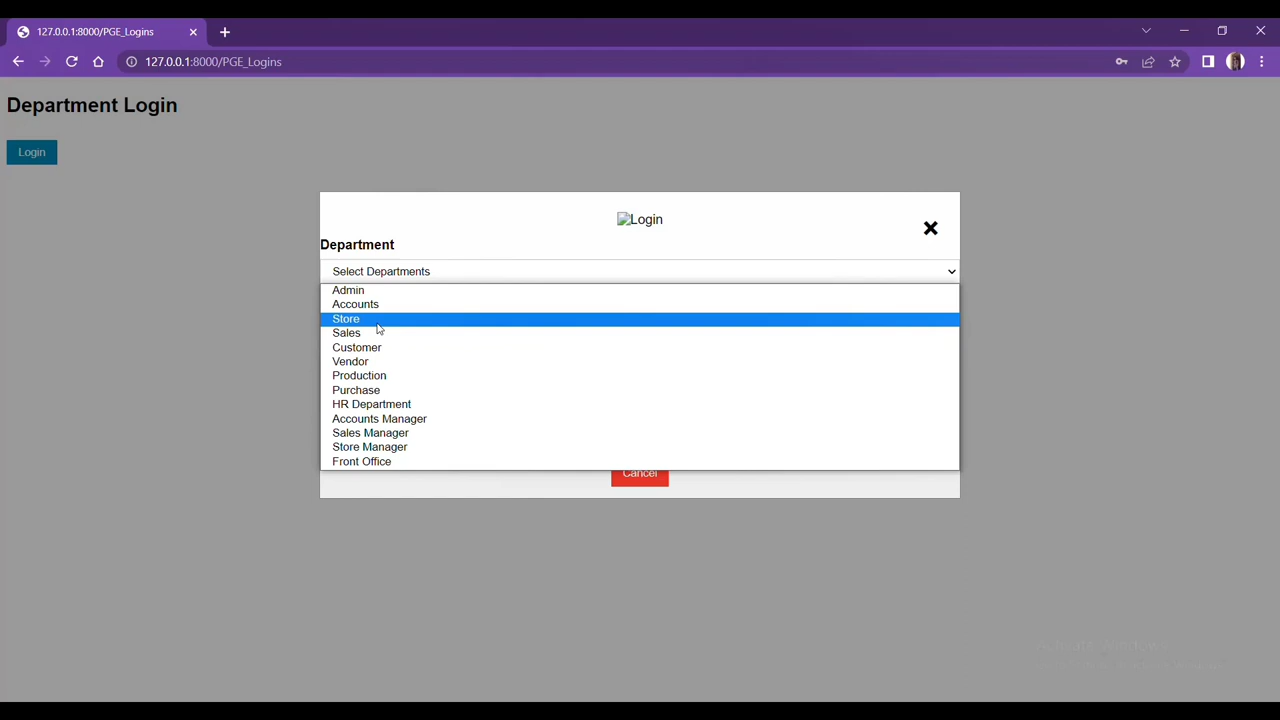 127.0.0.1:8000/PGE_Logins
127.0.0.1:8000/PGE_Logins
Department Login
Login
Login
Department
Select Departments
Admin
Accounts
Store
Sales
Customer
Vendor
Production
Purchase
HR Department
Accounts Manager
Sales Manager
Store Manager
Front Office
Cancel